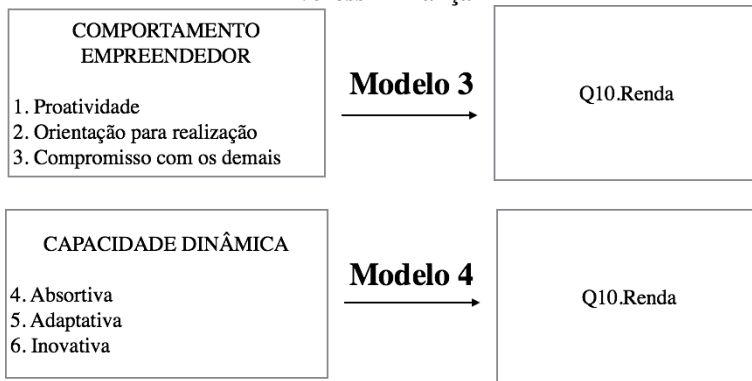 COMPORTAMENTO
EMPREENDEDOR
1. Proatividade
2. Orientação para realização
3. Compromisso com os demais
Modelo 3
Q10.Renda
CAPACIDADE DINÂMICA
4. Absortiva
5. Adaptativa
6. Inovativa
Modelo 4
Q10.Renda